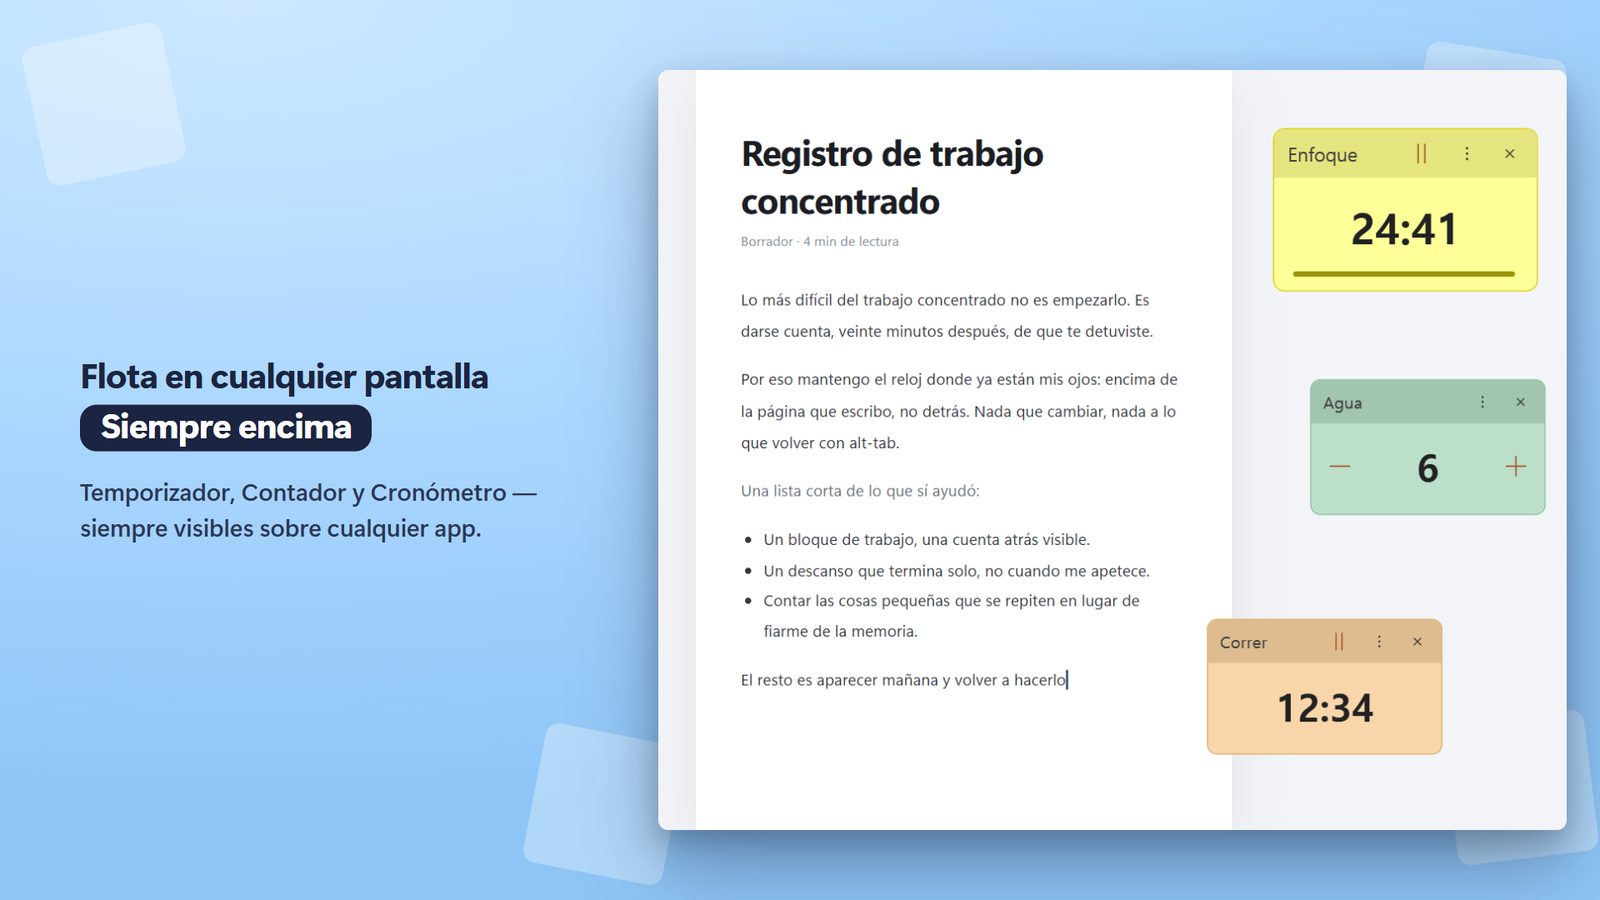 Flota en cualquier pantalla
Siempre encima
Temporizador, Contador y Cronómetro —
siempre visibles sobre cualquier app.
Registro de trabajo
concentrado
Borrador · 4 min de lectura
Lo más difícil del trabajo concentrado no es empezarlo. Es
darse cuenta, veinte minutos después, de que te detuviste.
Por eso mantengo el reloj donde ya están mis ojos: encima de
la página que escribo, no detrás. Nada que cambiar, nada a lo
que volver con alt-tab.
Una lista corta de lo que sí ayudó:
• Un bloque de trabajo, una cuenta atrás visible.
• Un descanso que termina solo, no cuando me apetece.
• Contar las cosas pequeñas que se repiten en lugar de
fiarme de la memoria.
El resto es aparecer mañana y volver a hacerlo
Enfoque
24:41
Agua
6
Correr
12:34